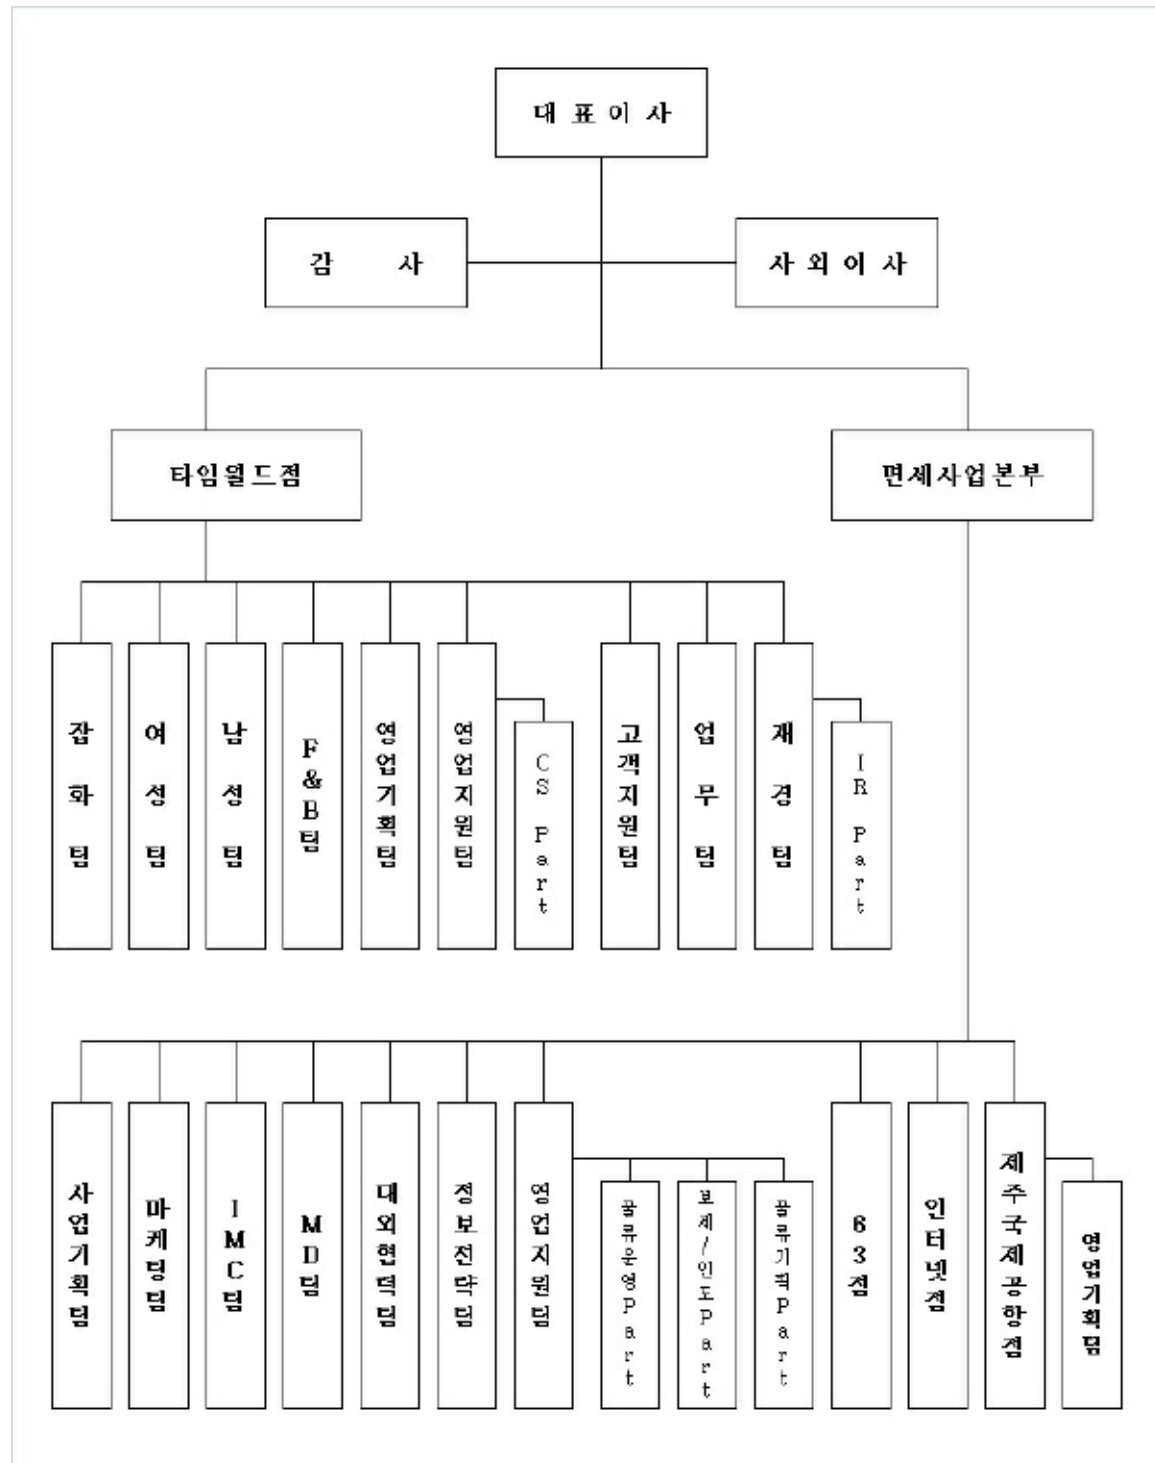 대표이사
감 사
사외이사
타임월드점
면세사업본부
잡화팀
여성팀
남성팀
F&B팀
영업기획팀
영업지원팀
CS Part
고객지원팀
업무팀
재경팀
IR Part
사업기획팀
마케팅팀
IMC팀
MD팀
대외협력팀
정보전략팀
영업지원팀
물류운영Part
보세/인도Part
물류기획Part
63점
인터넷점
제주국제공항점
영업기획팀